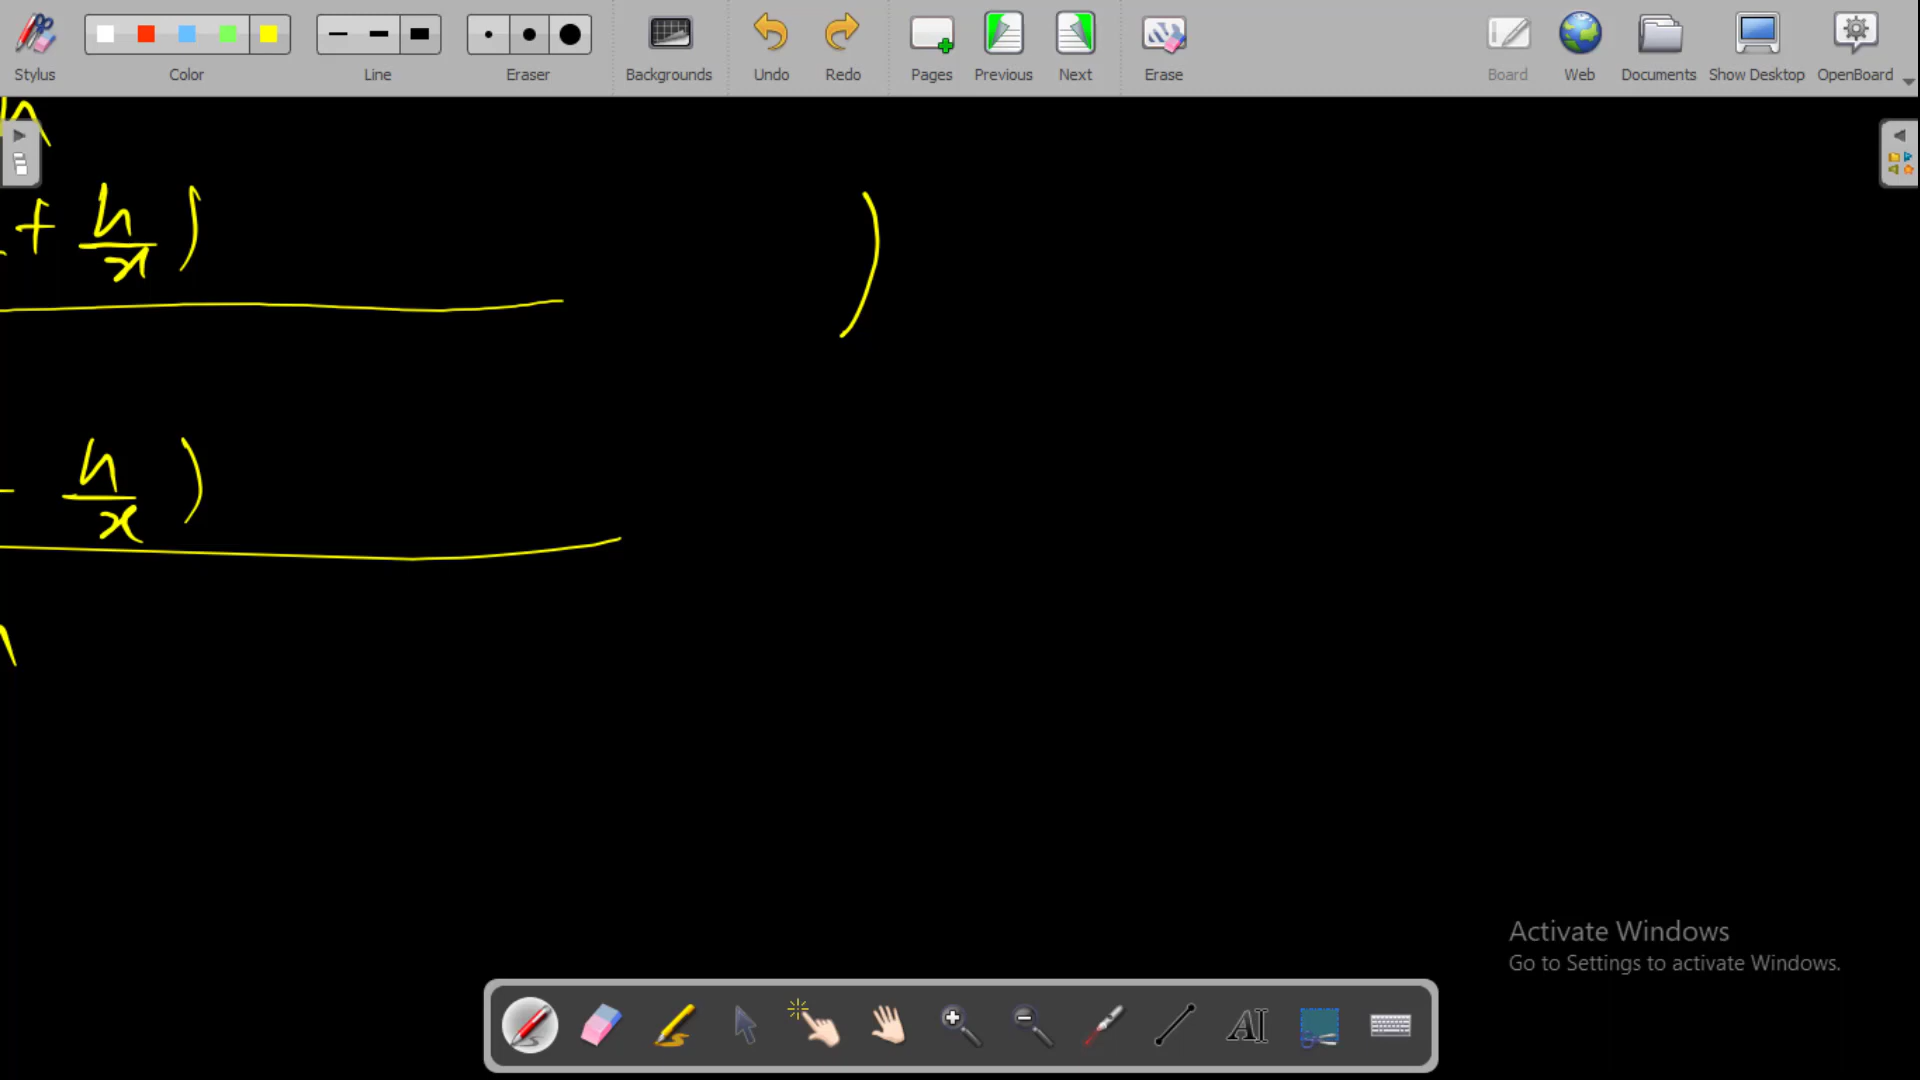 Stylus Color Line Eraser Backgrounds Undo Redo Pages Previous Next Erase Board Web Documents Show Desktop OpenBoard
+ h/x )
)
- h/x )
Activate Windows
Go to Settings to activate Windows.